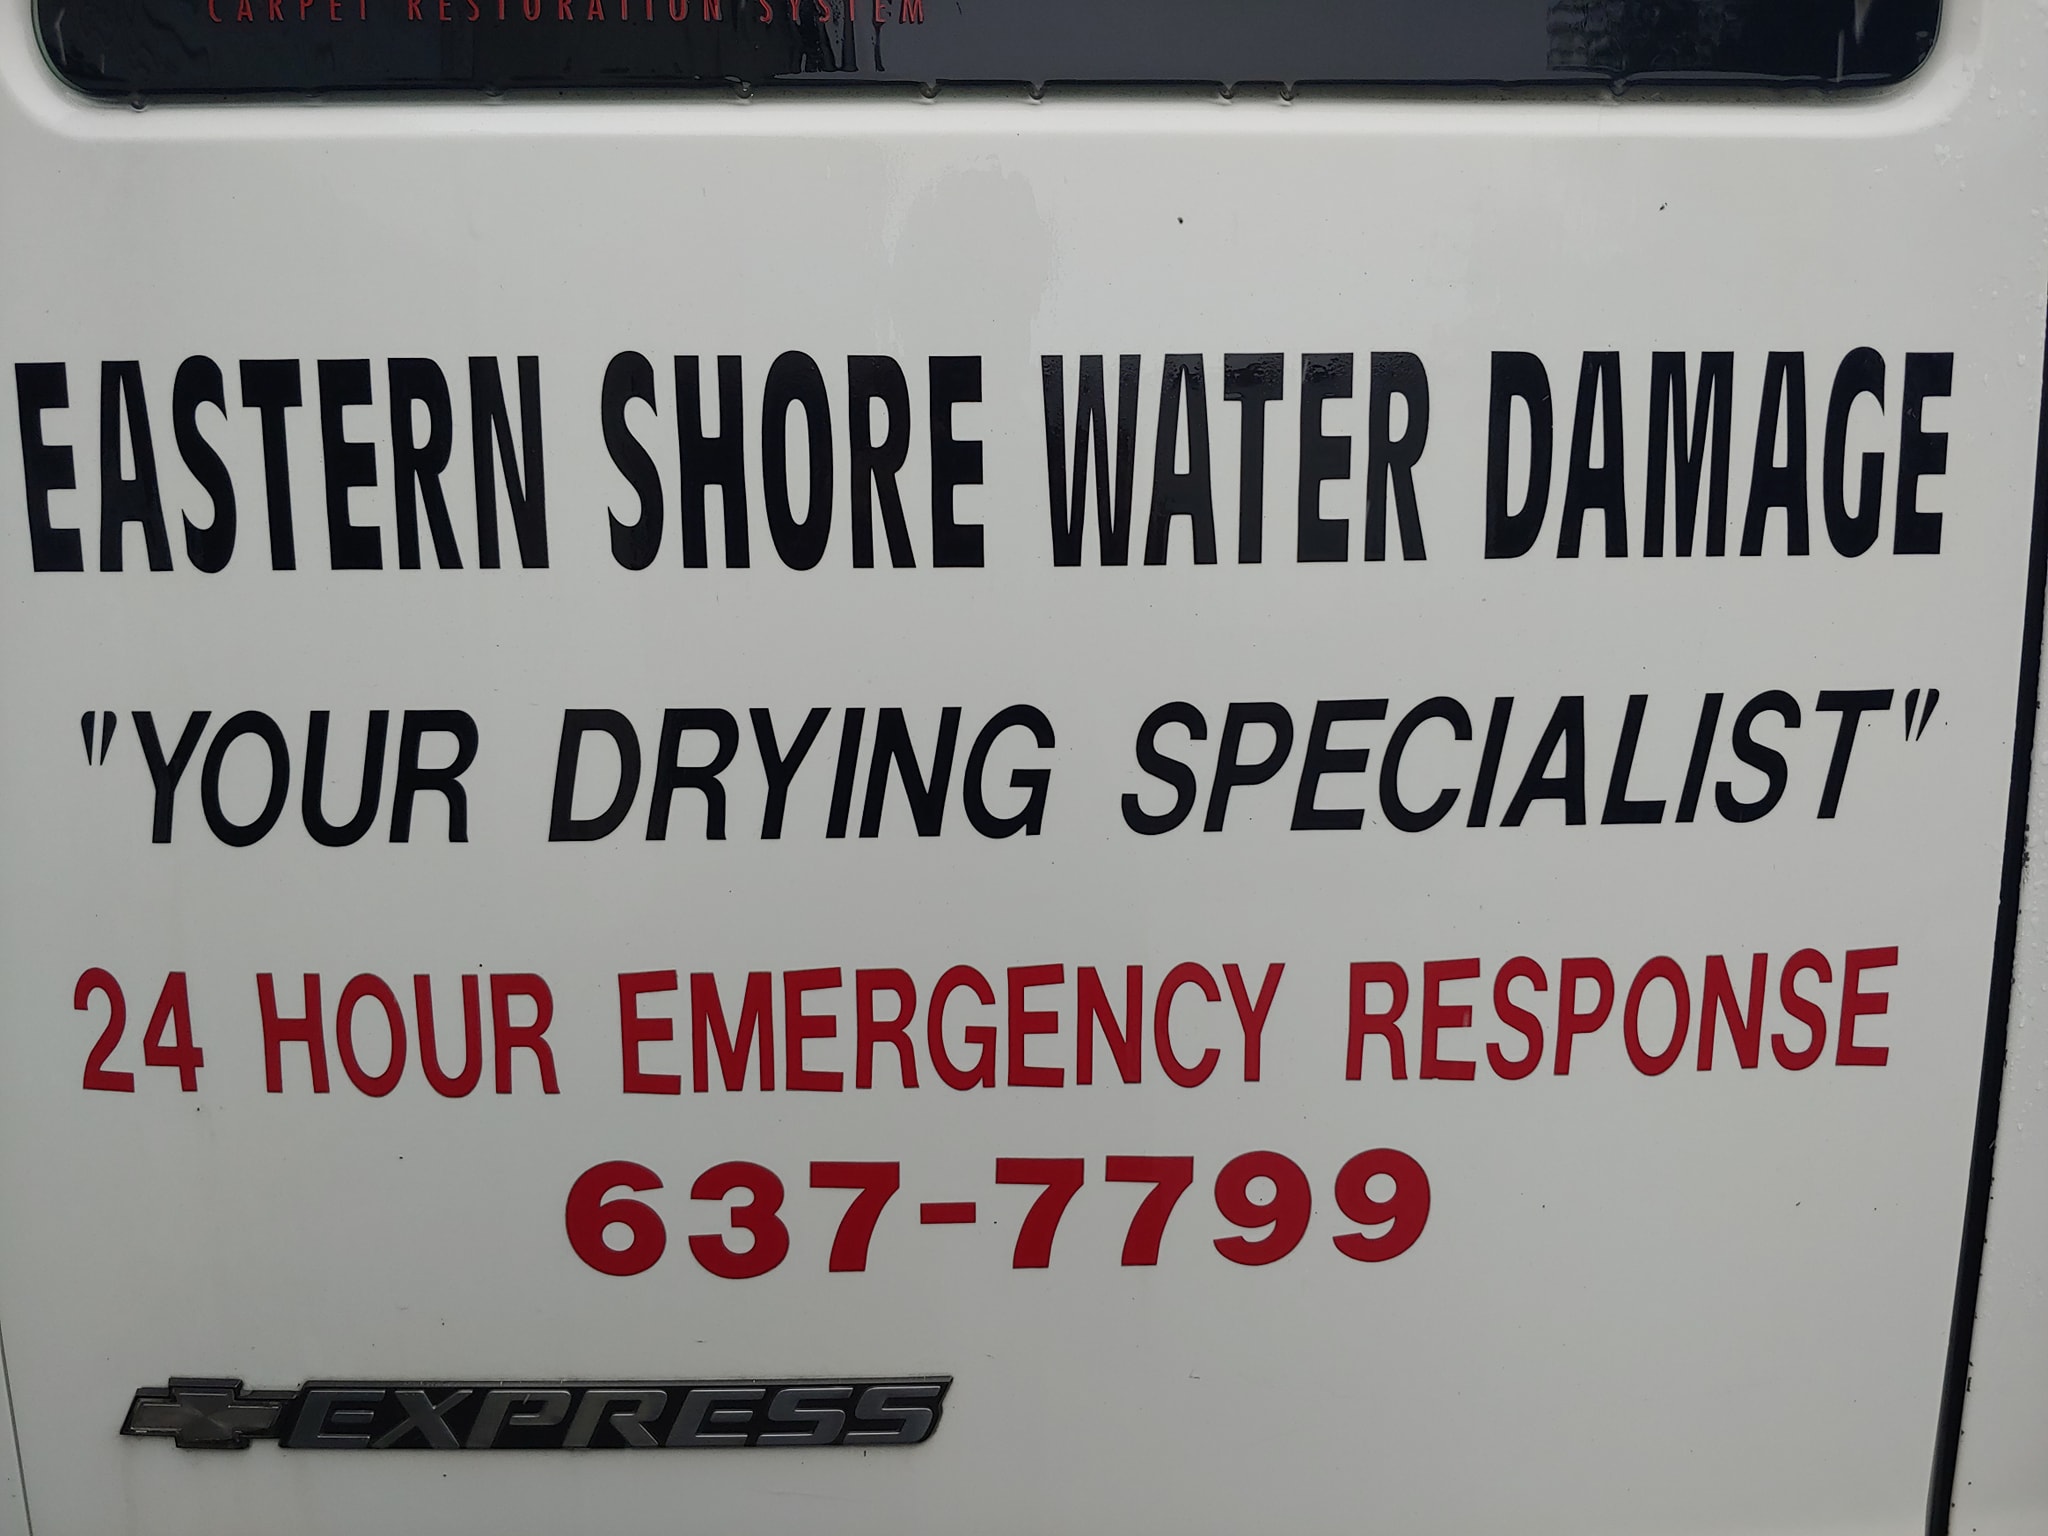 CARPET RESTORATION SYSTEM
EASTERN SHORE WATER DAMAGE
"YOUR DRYING SPECIALIST"
24 HOUR EMERGENCY RESPONSE
637-7799
EXPRESS